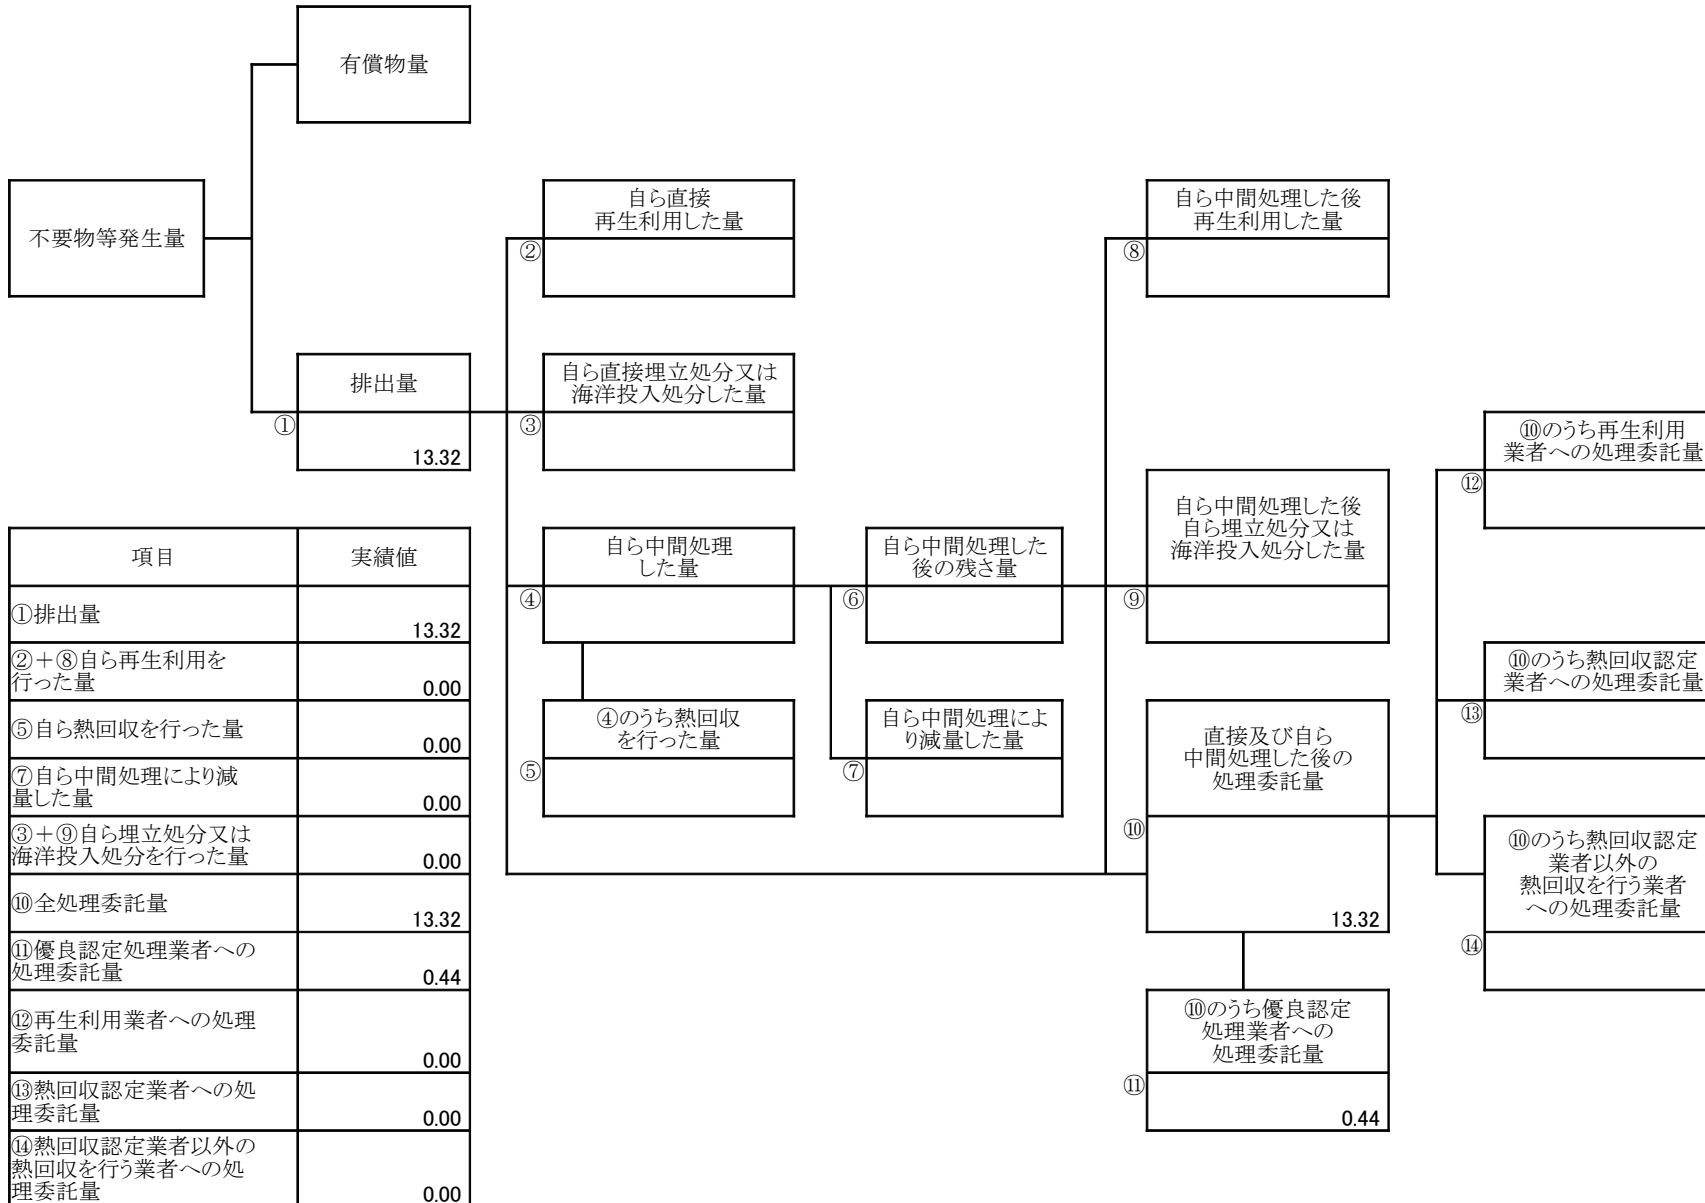 有償物量
不要物等発生量
自ら直接
再生利用した量
②
自ら中間処理した後
再生利用した量
⑧
排出量
①
13.32
自ら直接埋立処分又は
海洋投入処分した量
③
⑩のうち再生利用
業者への処理委託量
⑫
自ら中間処理した後
自ら埋立処分又は
海洋投入処分した量
⑨
自ら中間処理
した量
④
自ら中間処理した
後の残さ量
⑥
④のうち熱回収
を行った量
⑤
自ら中間処理によ
り減量した量
⑦
⑩のうち熱回収認定
業者への処理委託量
⑬
直接及び自ら
中間処理した後の
処理委託量
⑩
13.32
⑩のうち熱回収認定
業者以外の
熱回収を行う業者
への処理委託量
⑭
⑩のうち優良認定
処理業者への
処理委託量
⑪
0.44
項目 実績値
①排出量
13.32
②+⑧自ら再生利用を
行った量
0.00
⑤自ら熱回収を行った量
0.00
⑦自ら中間処理により減
量した量
0.00
③+⑨自ら埋立処分又は
海洋投入処分を行った量
0.00
⑩全処理委託量
13.32
⑪優良認定処理業者への
処理委託量
0.44
⑫再生利用業者への処理
委託量
0.00
⑬熱回収認定業者への処
理委託量
0.00
⑭熱回収認定業者以外の
熱回収を行う業者への処
理委託量
0.00